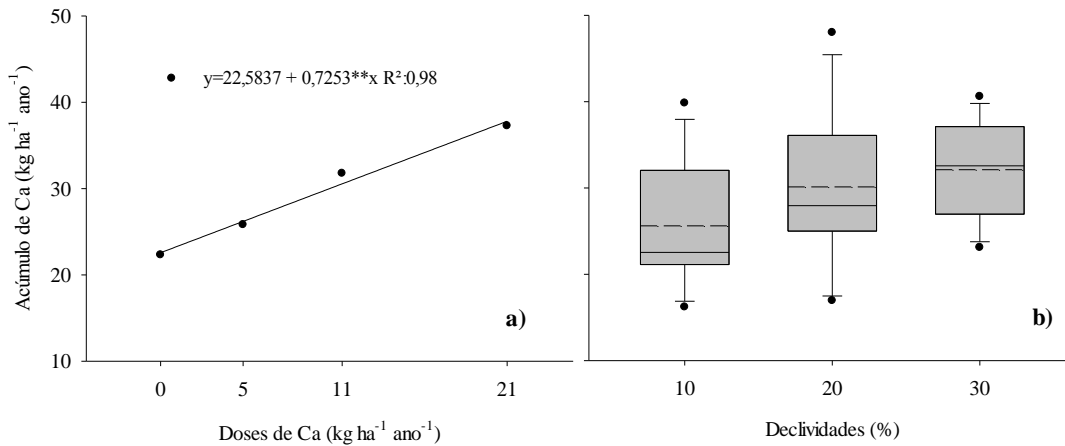 50
40
30
20
10
Acúmulo de Ca (kg ha⁻¹ ano⁻¹)
y=22,5837 + 0,7253**x R²:0,98
a)
0 5 11 21
Doses de Ca (kg ha⁻¹ ano⁻¹)
b)
10 20 30
Declividades (%)